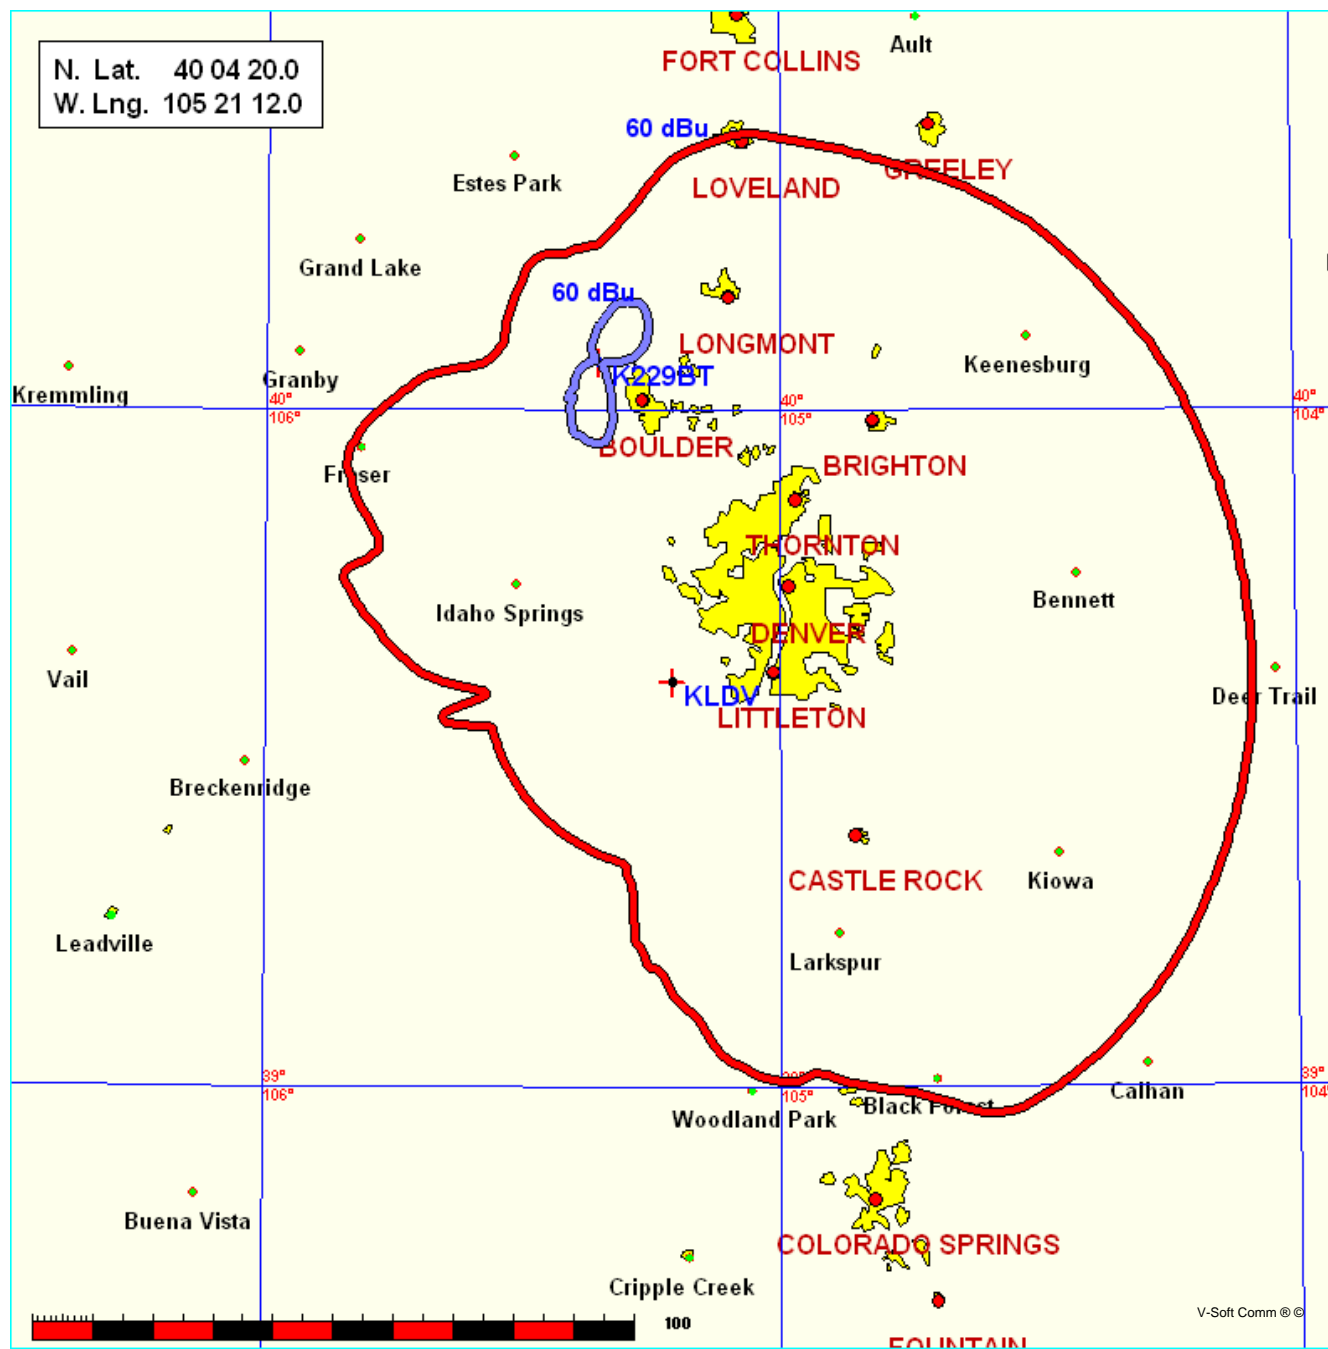 N. Lat. 40 04 20.0
W. Lng. 105 21 12.0
Ault
FORT COLLINS
60 dBu
GREELEY
Estes Park
LOVELAND
Grand Lake
60 dBu
LONGMONT
Keenesburg
Granby
K229BT
Kremmling
40°
106°
40°
105°
40°
104°
BOULDER
BRIGHTON
Fraser
THORNTON
Idaho Springs
Bennett
DENVER
Vail
KLDV
Deer Trail
LITTLETON
Breckenridge
CASTLE ROCK
Kiowa
Leadville
Larkspur
39°
106°
39°
105°
39°
104°
Calhan
Black Forest
Woodland Park
Buena Vista
COLORADO SPRINGS
Cripple Creek
V-Soft Comm ® ©
100
FOUNTAIN